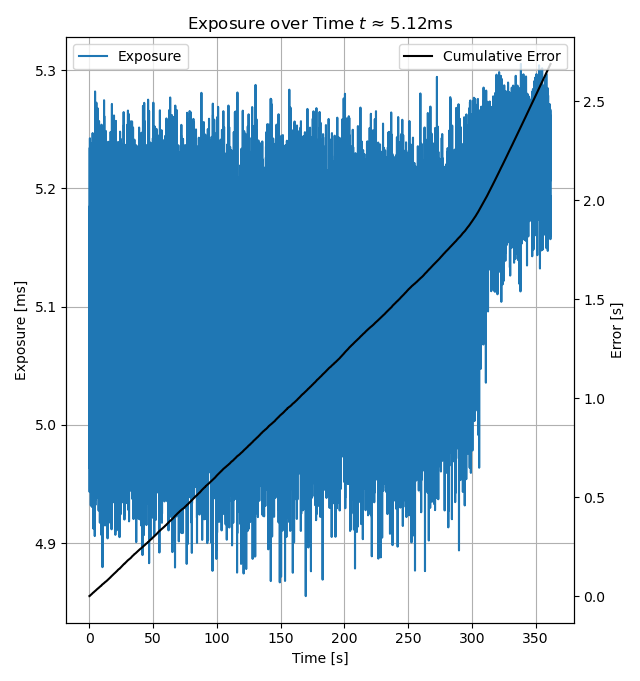 Exposure over Time t ≈ 5.12ms
Exposure
Cumulative Error
5.3
5.2
5.1
5.0
4.9
Exposure [ms]
2.5
2.0
1.5
1.0
0.5
0.0
Error [s]
0 50 100 150 200 250 300 350
Time [s]